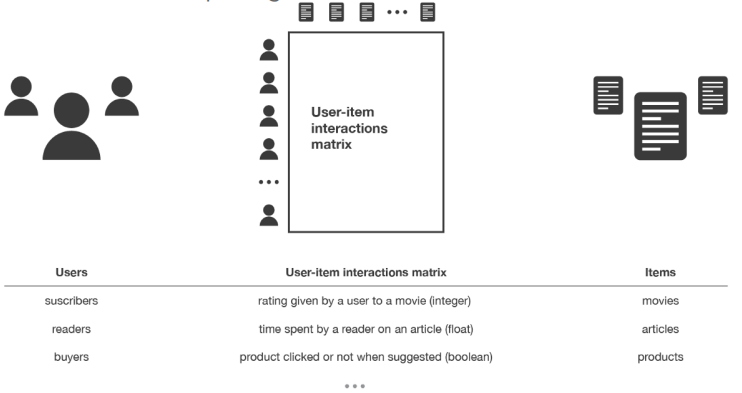 User-item
interactions
matrix
Users User-item interactions matrix Items
suscribers rating given by a user to a movie (integer) movies
readers time spent by a reader on an article (float) articles
buyers product clicked or not when suggested (boolean) products